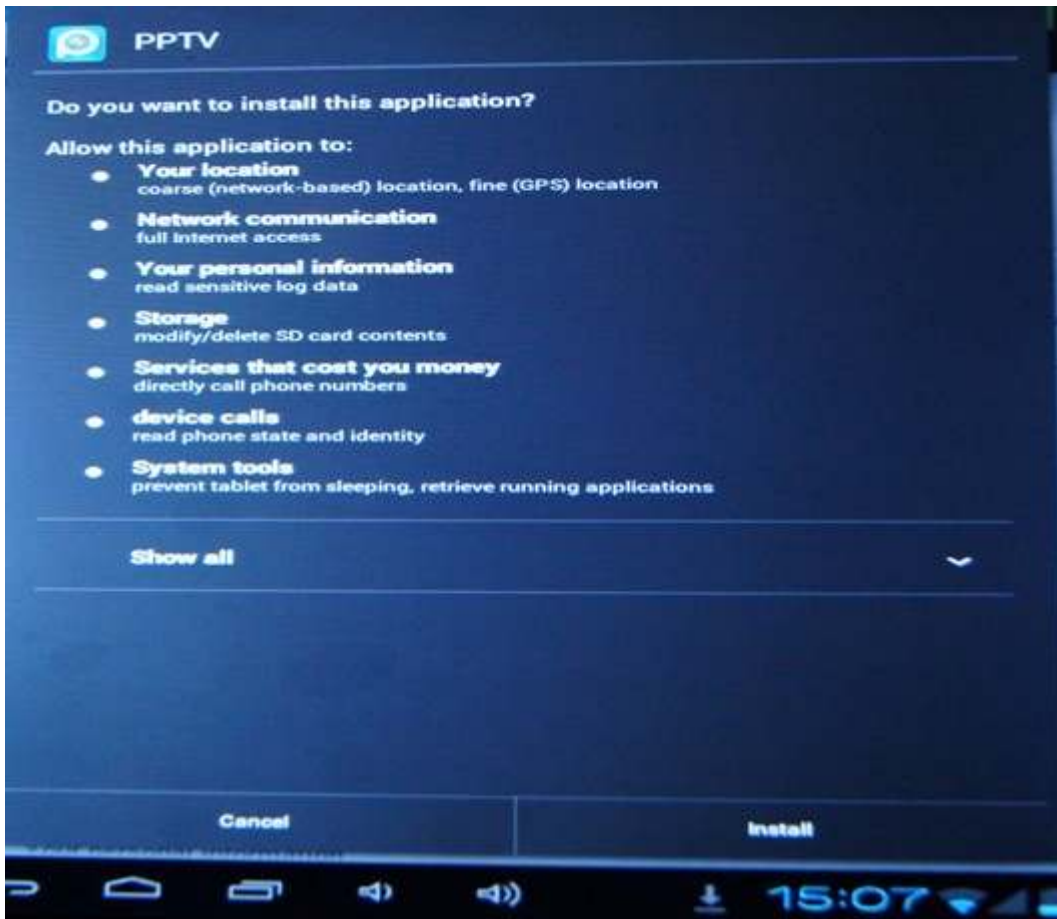 PPTV
Do you want to install this application?
Allow this application to:
Your location
coarse (network-based) location, fine (GPS) location
Network communication
full Internet access
Your personal information
read sensitive log data
Storage
modify/delete SD card contents
Services that cost you money
directly call phone numbers
device calls
read phone state and identity
System tools
prevent tablet from sleeping, retrieve running applications
Show all
Cancel
Install
15:07